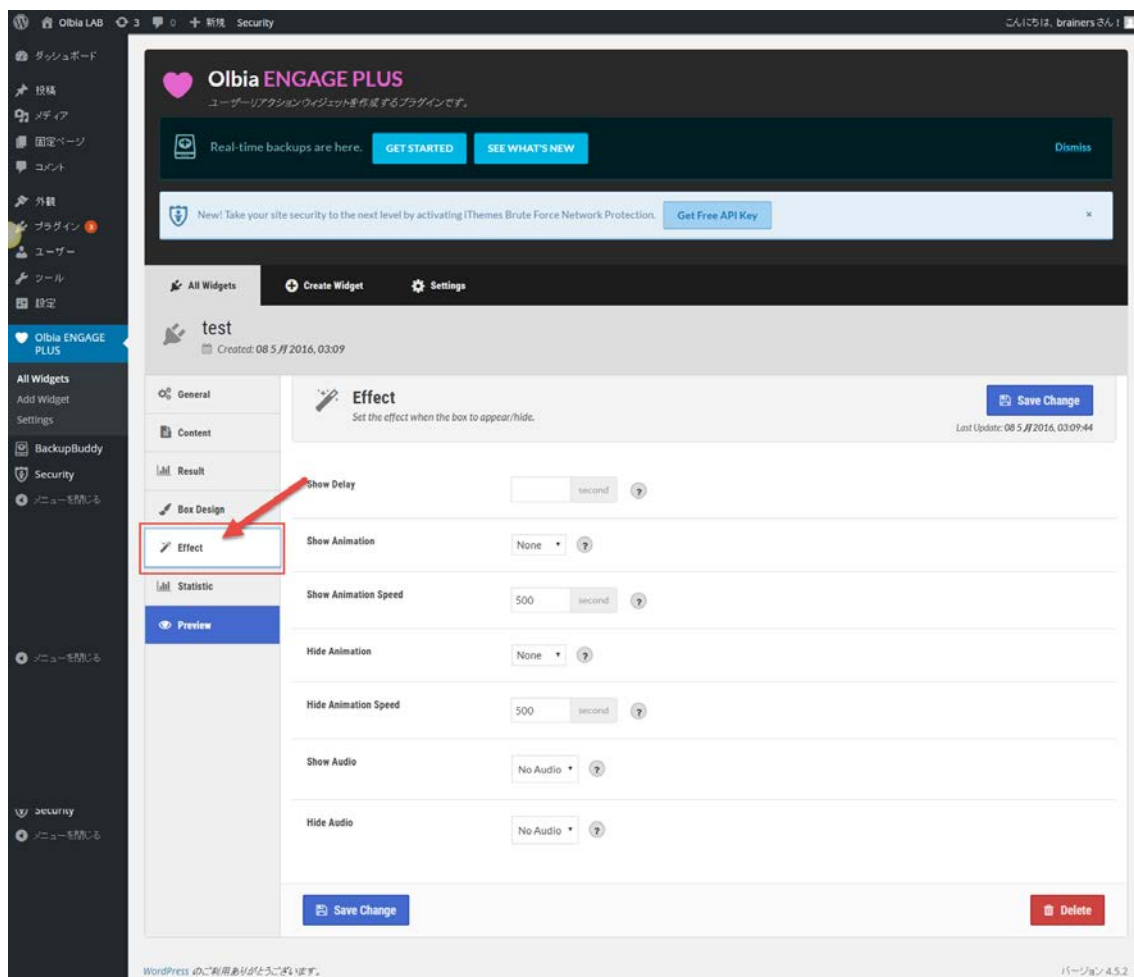 Olbia LAB 3 0 + 新規 Security
こんにちは, brainers さん！
ダッシュボード
投稿
メディア
固定ページ
コメント
外観
プラグイン 3
ユーザー
ツール
設定
Olbia ENGAGE
PLUS
All Widgets
Add Widget
Settings
BackupBuddy
Security
メニューを閉じる
メニューを閉じる
Security
メニューを閉じる
Olbia ENGAGE PLUS
ユーザーリアクションウィジェットを作成するプラグインです。
Real-time backups are here. GET STARTED SEE WHAT'S NEW Dismiss
New! Take your site security to the next level by activating iThemes Brute Force Network Protection. Get Free API Key ×
All Widgets Create Widget Settings
test
Created: 08 5月 2016, 03:09
General
Content
Result
Box Design
Effect
Statistic
Preview
Effect
Set the effect when the box to appear/hide.
Save Change
Last Update: 08 5月 2016, 03:09:44
Show Delay second ?
Show Animation None ?
Show Animation Speed 500 second ?
Hide Animation None ?
Hide Animation Speed 500 second ?
Show Audio No Audio ?
Hide Audio No Audio ?
Save Change Delete
WordPress のご利用ありがとうございます。
バージョン 4.5.2